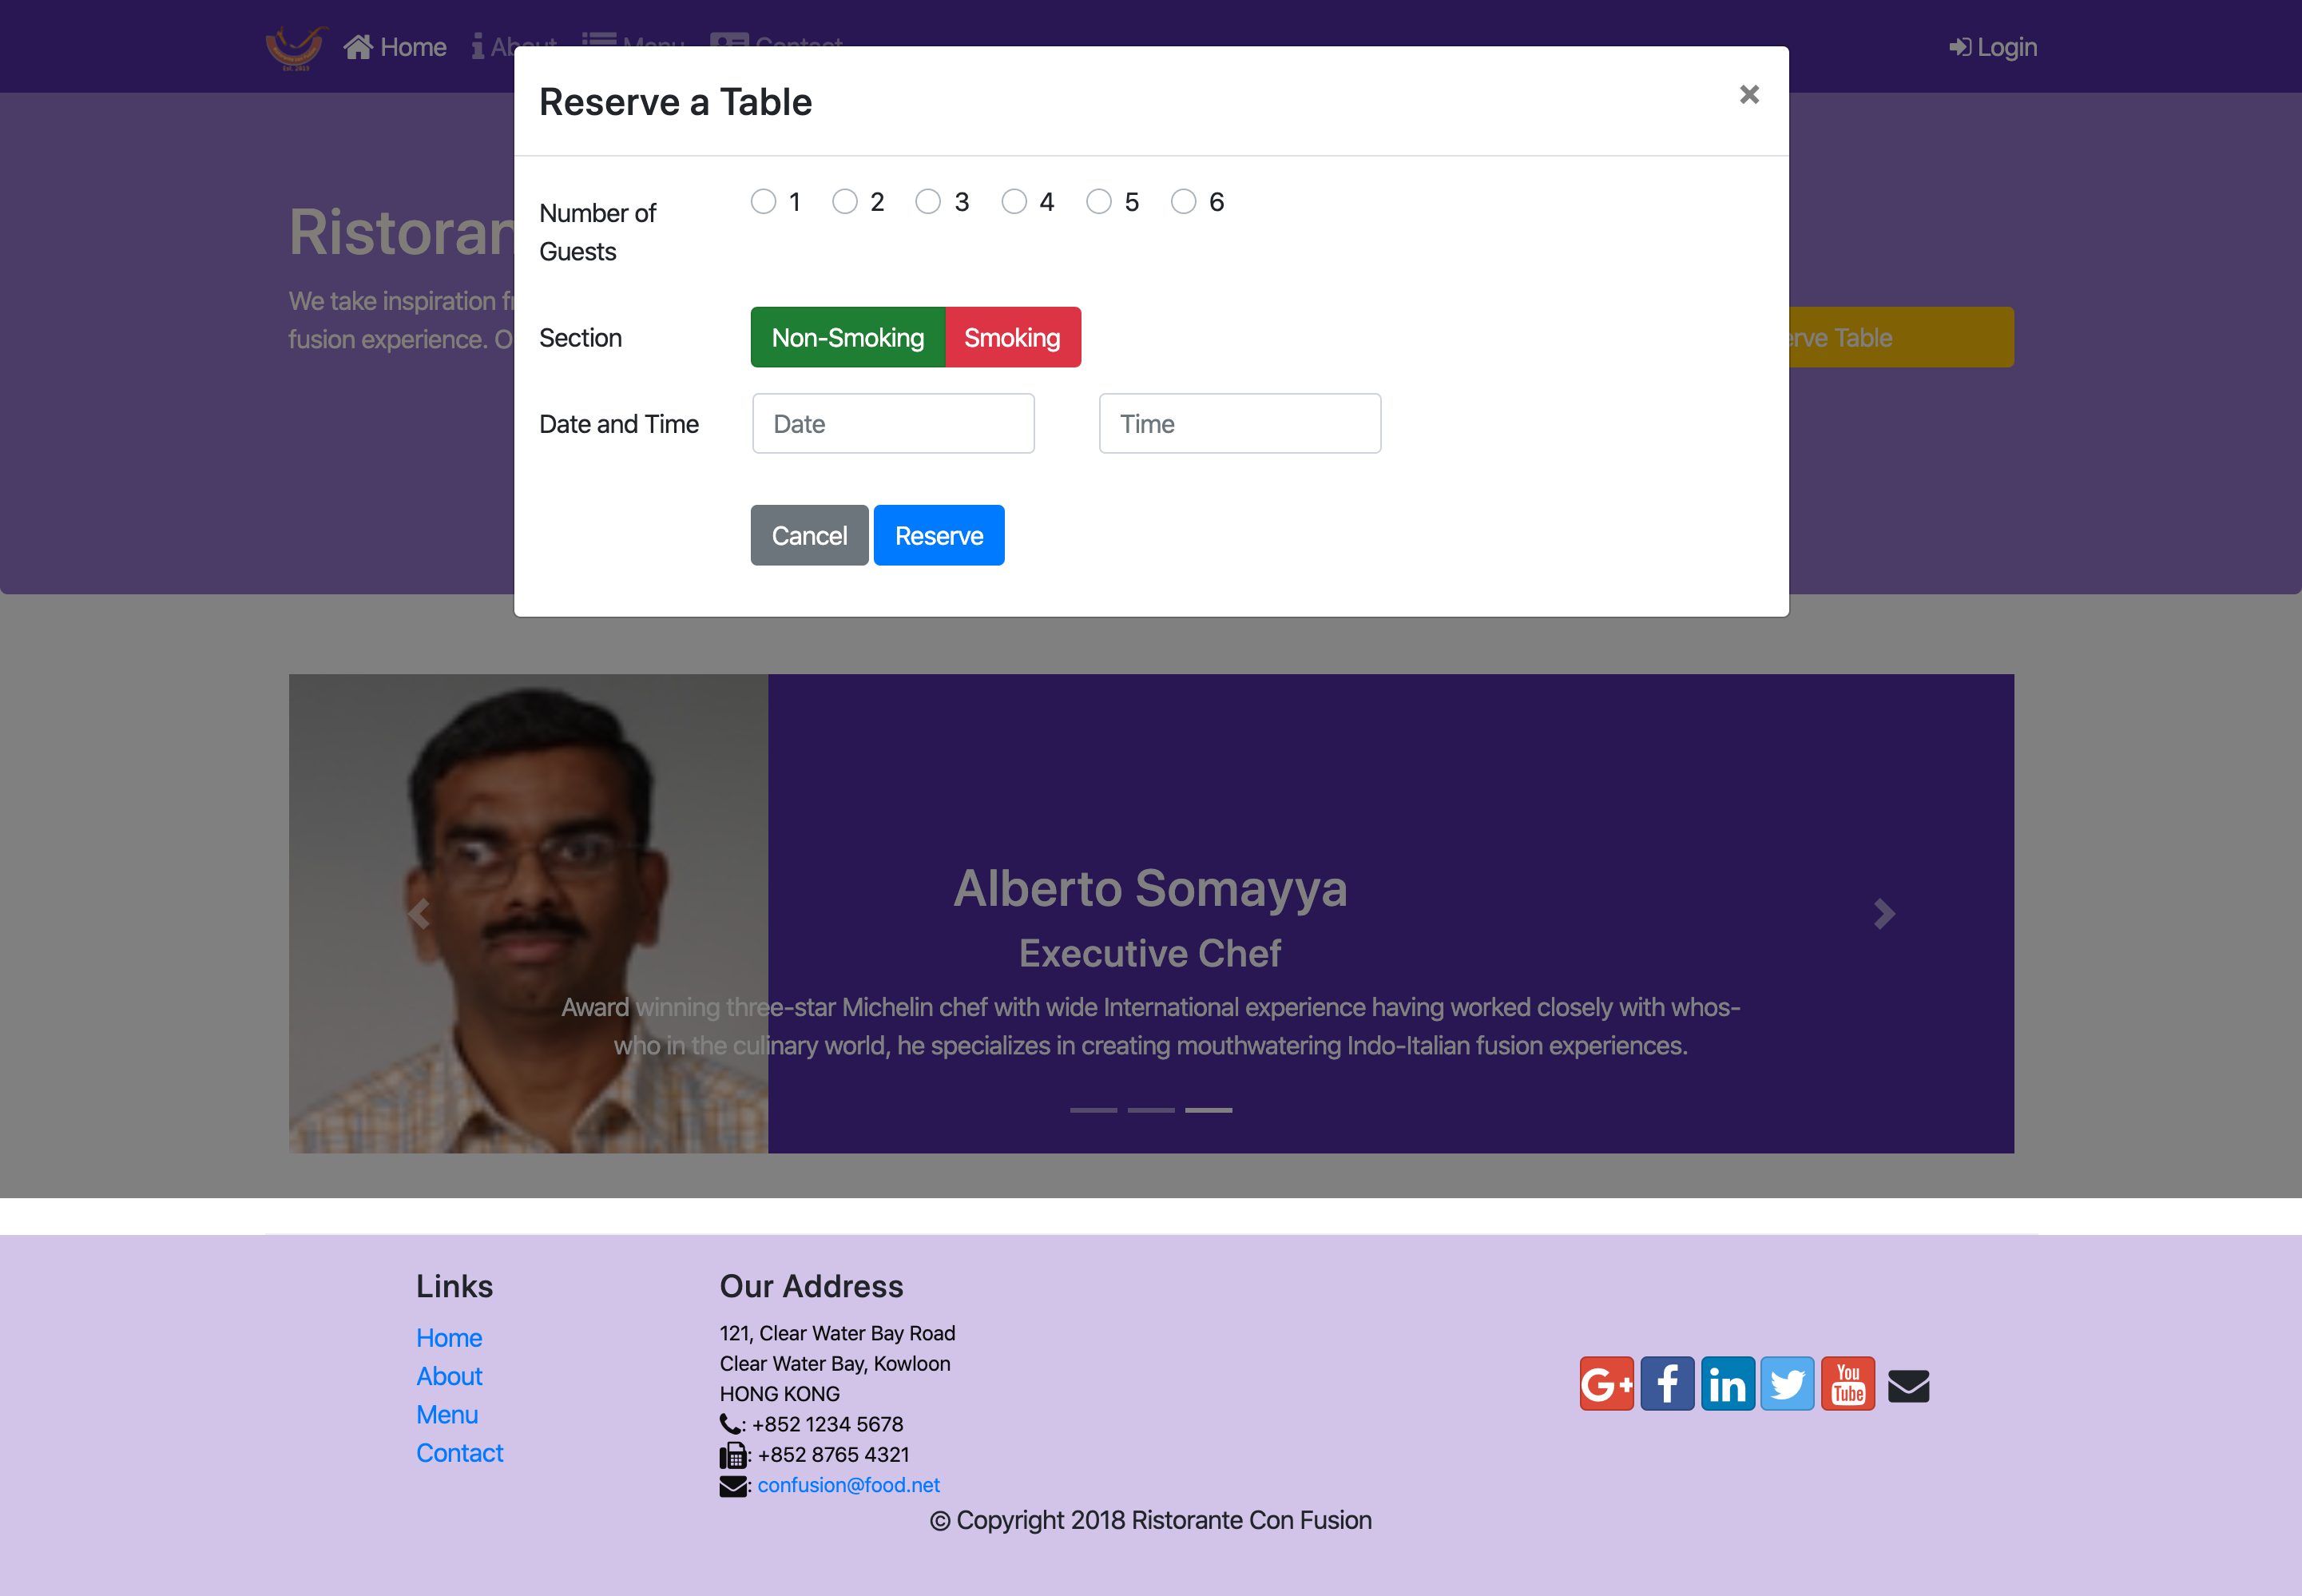 Home
Login
Reserve a Table
×
Number of
Guests
1 2 3 4 5 6
Ristoran
We take inspiration f
fusion experience. O
Section
Non-Smoking Smoking
erve Table
Date and Time
Date
Time
Cancel Reserve
Alberto Somayya
Executive Chef
Award winning three-star Michelin chef with wide International experience having worked closely with whos-
who in the culinary world, he specializes in creating mouthwatering Indo-Italian fusion experiences.
Links
Home
About
Menu
Contact
Our Address
121, Clear Water Bay Road
Clear Water Bay, Kowloon
HONG KONG
: +852 1234 5678
: +852 8765 4321
: confusion@food.net
G+ f in You Tube
© Copyright 2018 Ristorante Con Fusion